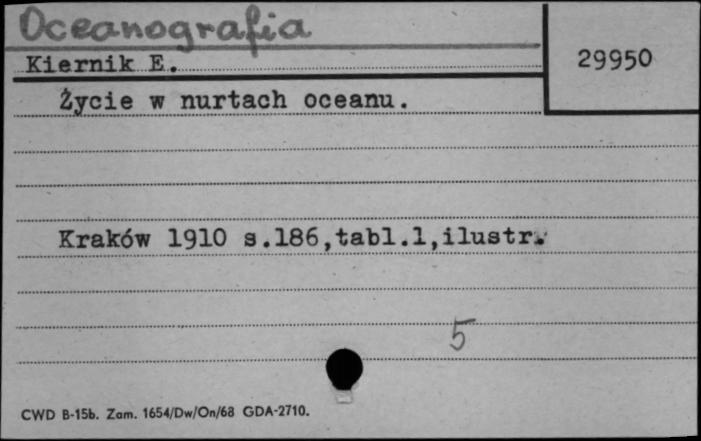 Oceanografia
Kiernik E.
29950
Życie w nurtach oceanu.
Kraków 1910 s.186,tabl.1,ilustr.
5
CWD B-15b. Zam. 1654/Dw/On/68 GDA-2710.